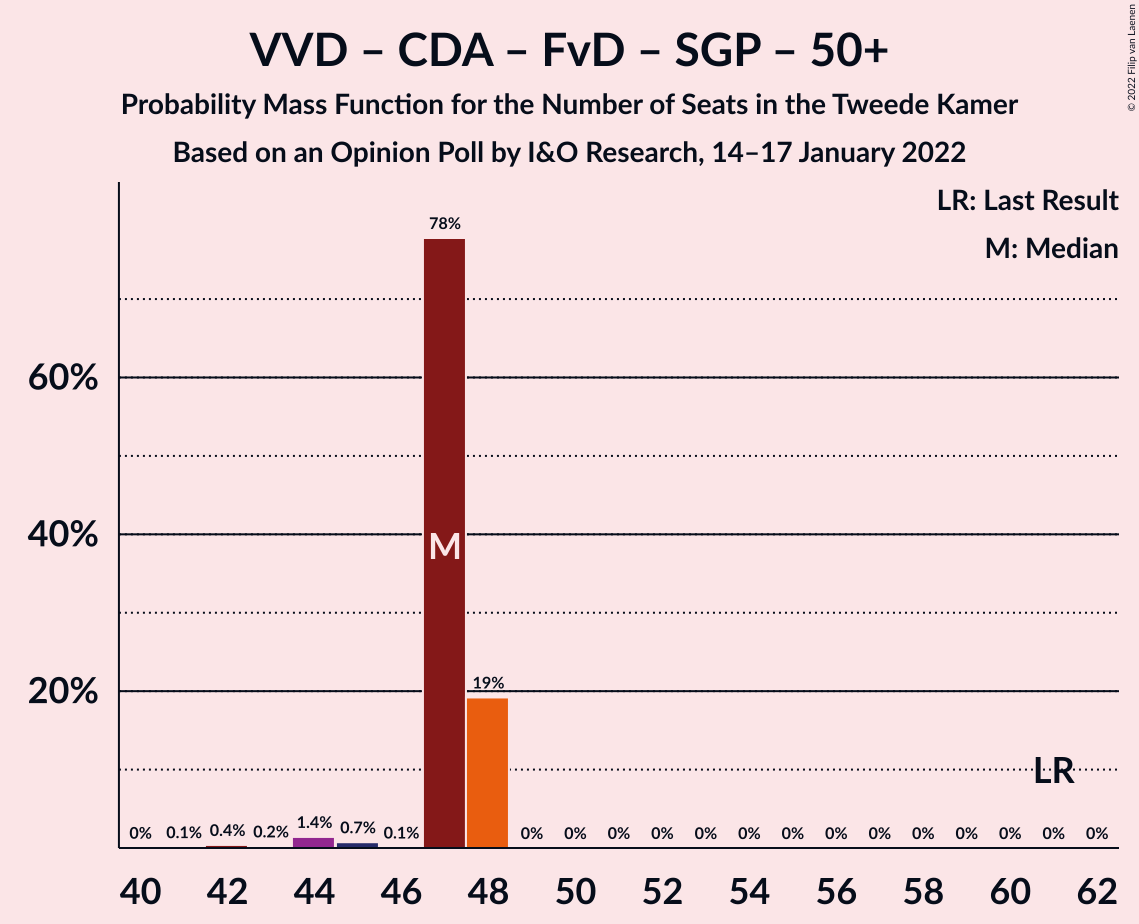 VVD – CDA – FvD – SGP – 50+
Probability Mass Function for the Number of Seats in the Tweede Kamer
Based on an Opinion Poll by I&O Research, 14–17 January 2022
© 2022 Filip van Laenen
LR: Last Result
M: Median
78%
60%
40%
M
20%
19%
LR
0% 0.1% 0.4% 0.2% 1.4% 0.7% 0.1% 0% 0% 0% 0% 0% 0% 0% 0% 0% 0% 0% 0% 0% 0%
40 42 44 46 48 50 52 54 56 58 60 62